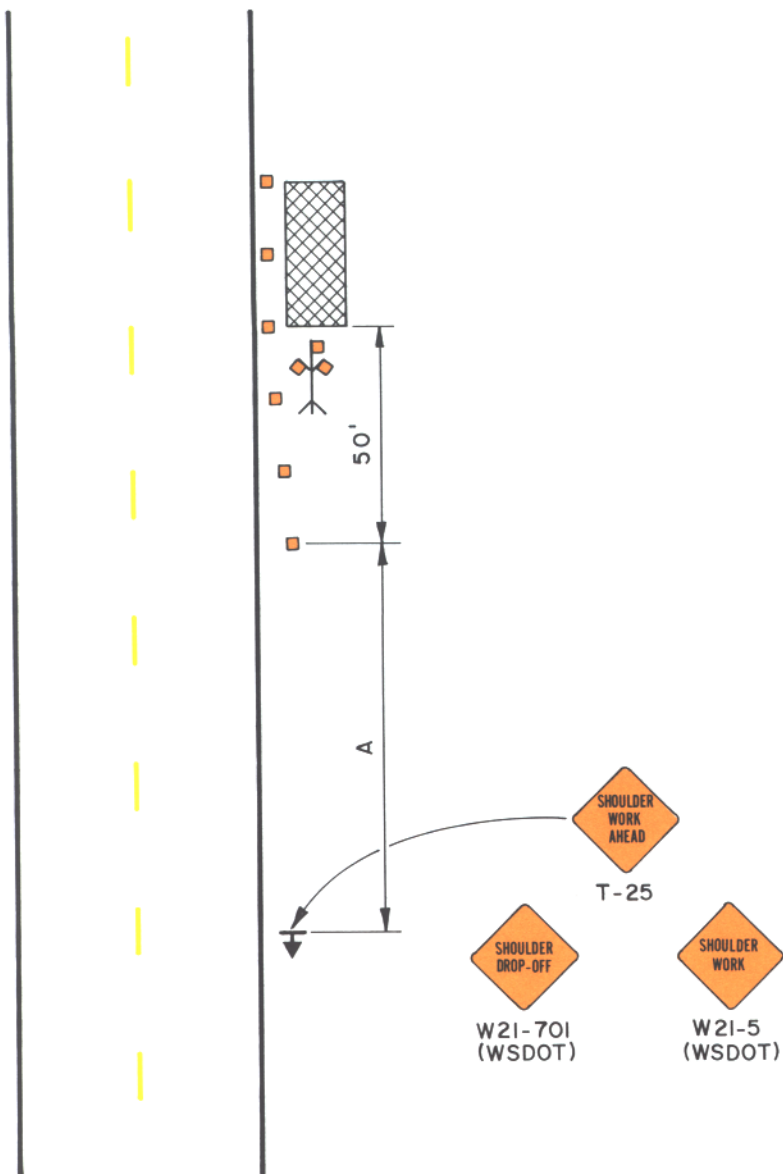 50'
A
SHOULDER
WORK
AHEAD
T-25
SHOULDER
DROP-OFF
W21-701
(WSDOT)
SHOULDER
WORK
W21-5
(WSDOT)